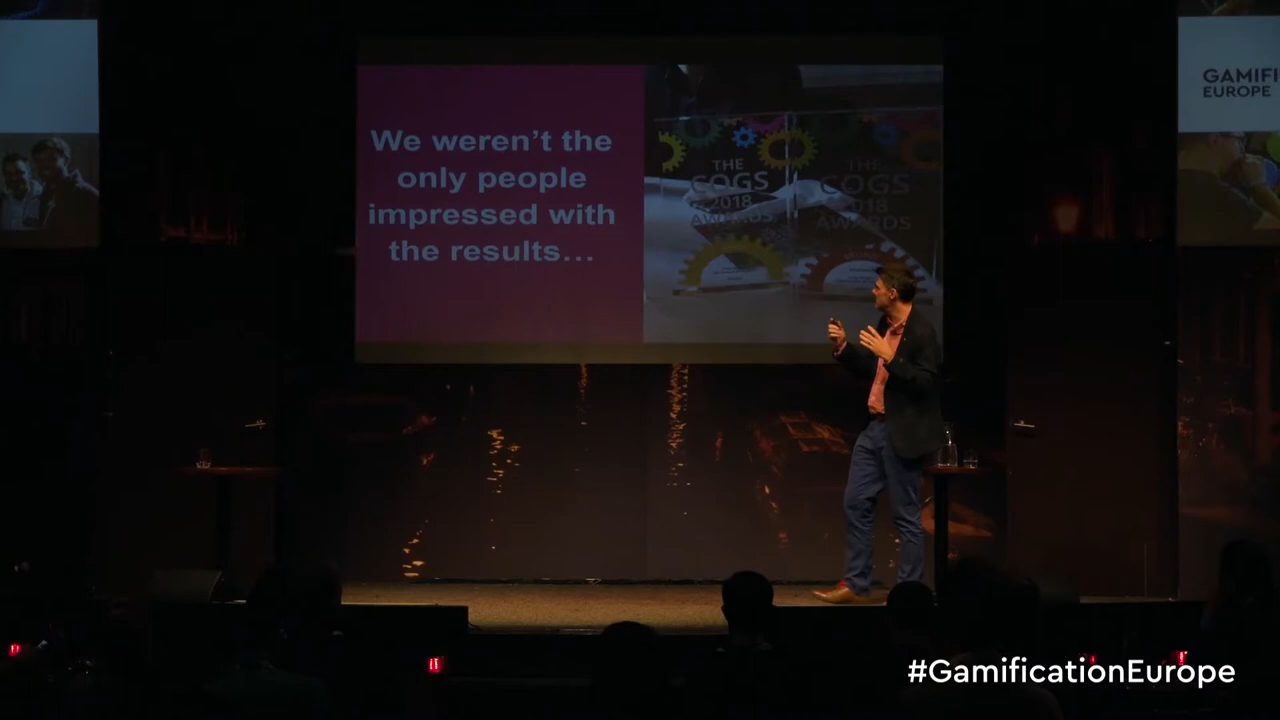 We weren't the
only people
impressed with
the results...
THE
COGS
2018
AWARDS
THE
COGS
2018
AWARDS
GAMIFI
EUROPE
#GamificationEurope